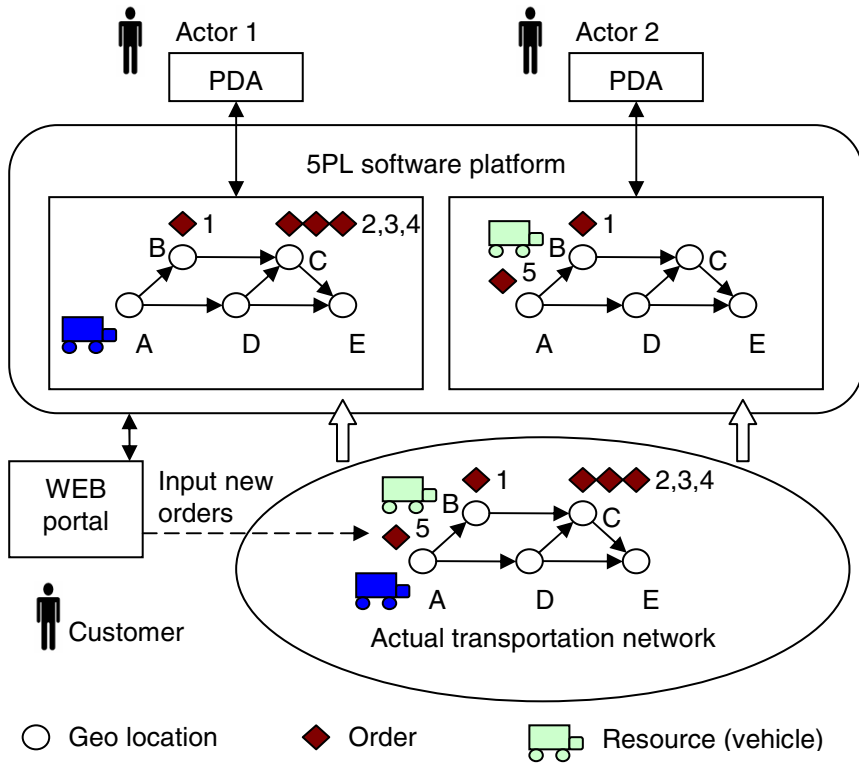 Actor 1
Actor 2
PDA
PDA
5PL software platform
1
2,3,4
B
C
A
D
E
1
5
B
C
A
D
E
WEB
portal
Input new
orders
1
2,3,4
B
5
C
A
D
E
Customer
Actual transportation network
Geo location
Order
Resource (vehicle)